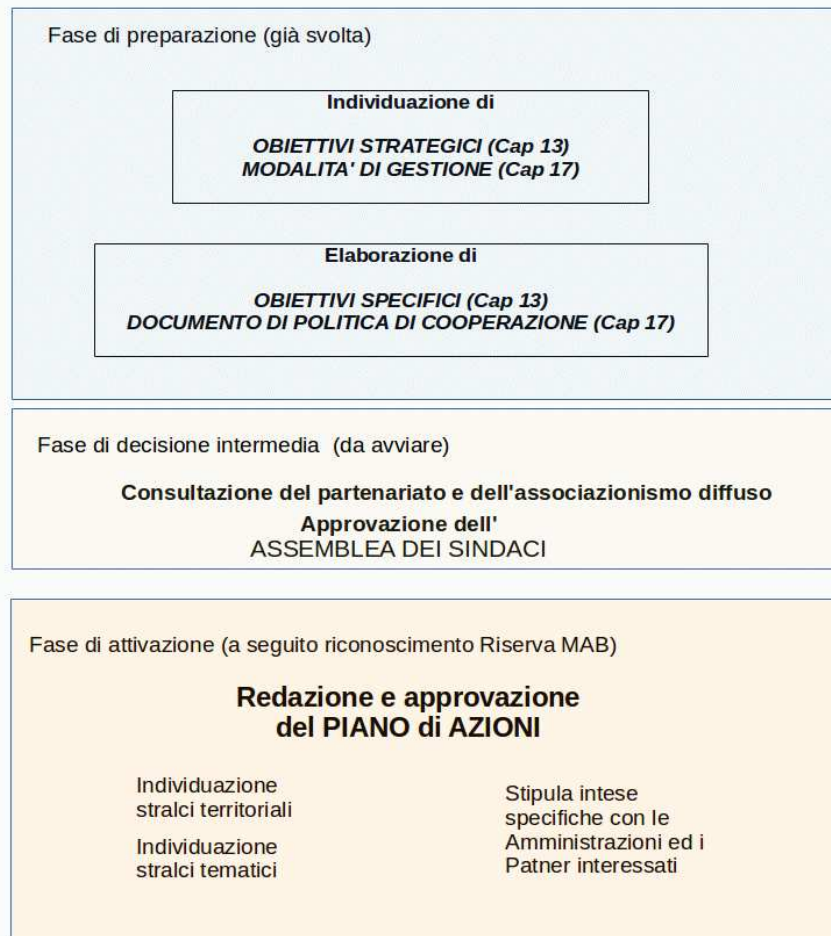 Fase di preparazione (già svolta)
Individuazione di
OBIETTIVI STRATEGICI (Cap 13)
MODALITA' DI GESTIONE (Cap 17)
Elaborazione di
OBIETTIVI SPECIFICI (Cap 13)
DOCUMENTO DI POLITICA DI COOPERAZIONE (Cap 17)
Fase di decisione intermedia (da avviare)
Consultazione del partenariato e dell'associazionismo diffuso
Approvazione dell'
ASSEMBLEA DEI SINDACI
Fase di attivazione (a seguito riconoscimento Riserva MAB)
Redazione e approvazione
del PIANO di AZIONI
Individuazione
stralci territoriali
Individuazione
stralci tematici
Stipula intese
specifiche con le
Amministrazioni ed i
Patner interessati